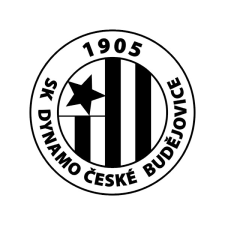 1905
SK DYNAMO ČESKÉ BUDĚJOVICE